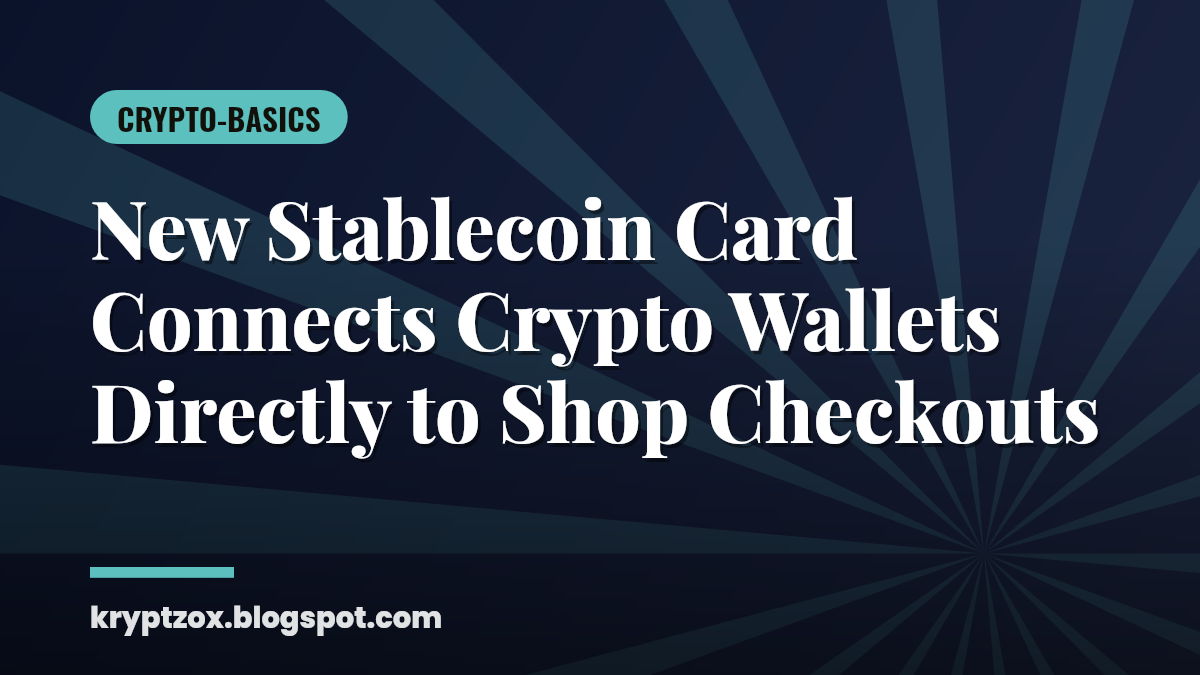 CRYPTO-BASICS
New Stablecoin Card
Connects Crypto Wallets
Directly to Shop Checkouts
kryptzox.blogspot.com